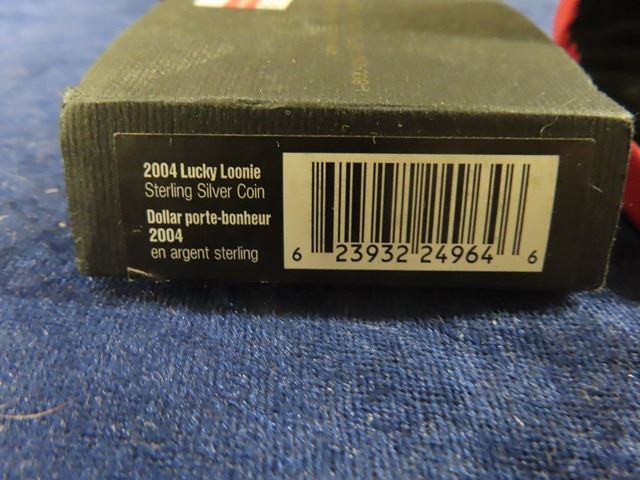 2004 Lucky Loonie
Sterling Silver Coin
Dollar porte-bonheur
2004
en argent sterling
6 23932 24964 6